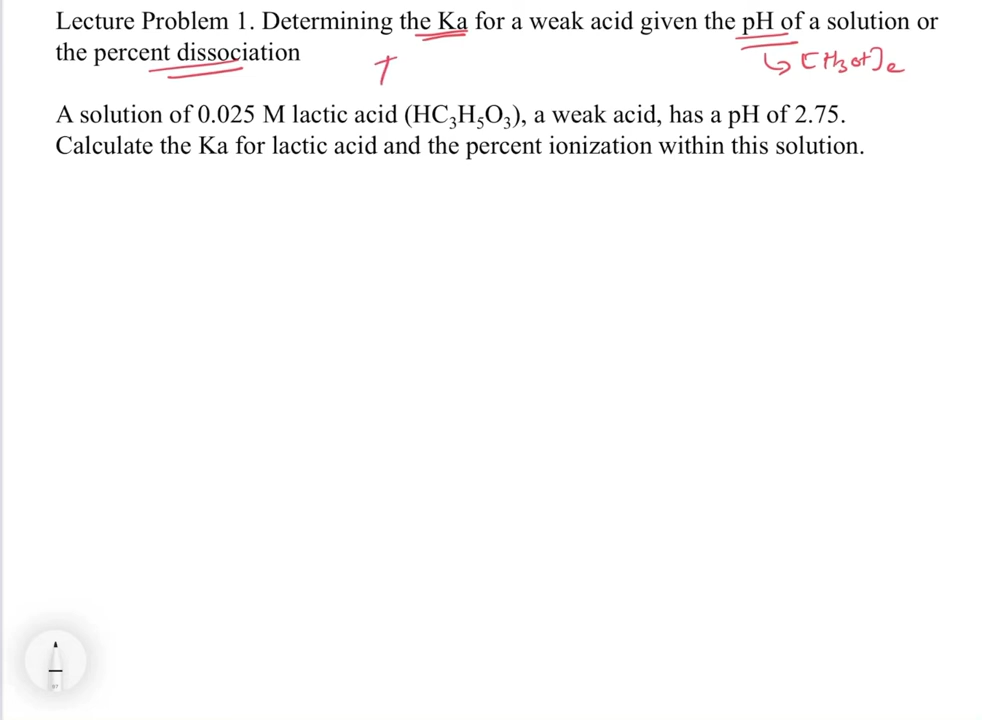 Lecture Problem 1. Determining the Ka for a weak acid given the pH of a solution or
the percent dissociation
↳ [H₃O⁺]e
A solution of 0.025 M lactic acid (HC₃H₅O₃), a weak acid, has a pH of 2.75.
Calculate the Ka for lactic acid and the percent ionization within this solution.